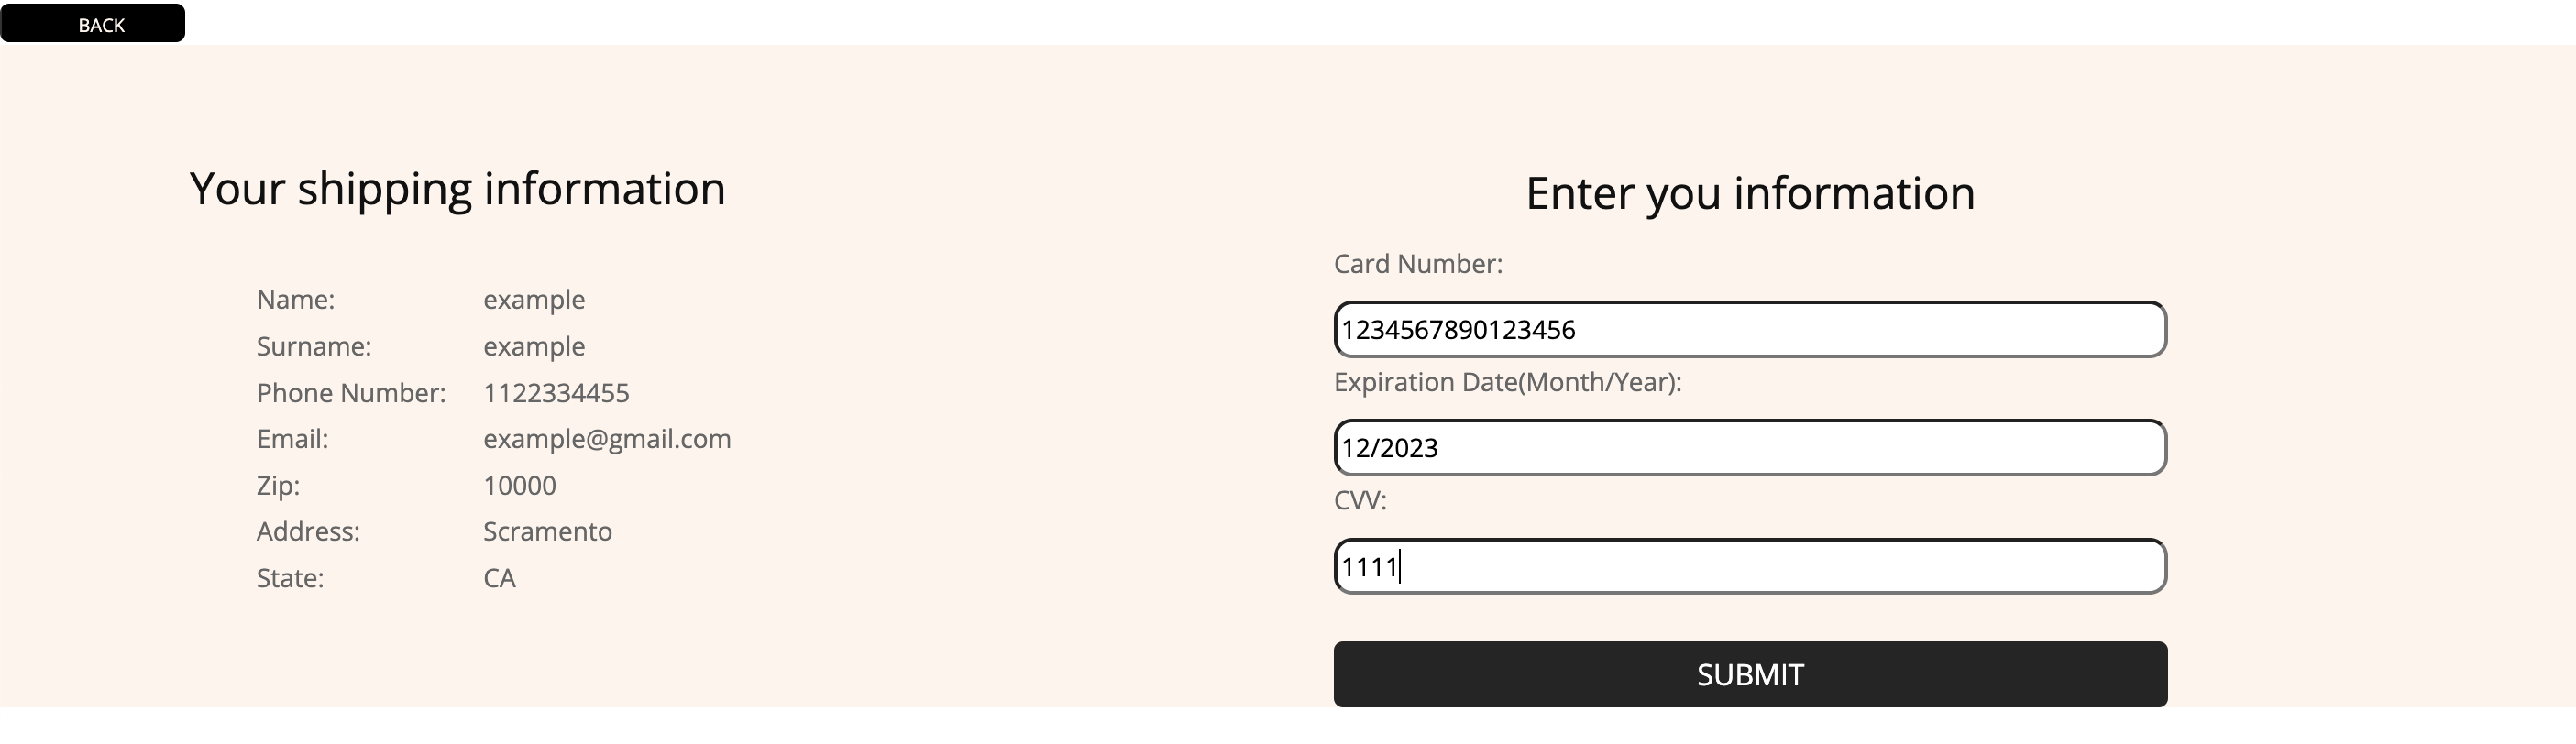 BACK
Your shipping information
Name: example
Surname: example
Phone Number: 1122334455
Email: example@gmail.com
Zip: 10000
Address: Scramento
State: CA
Enter you information
Card Number:
1234567890123456
Expiration Date(Month/Year):
12/2023
CVV:
1111
SUBMIT